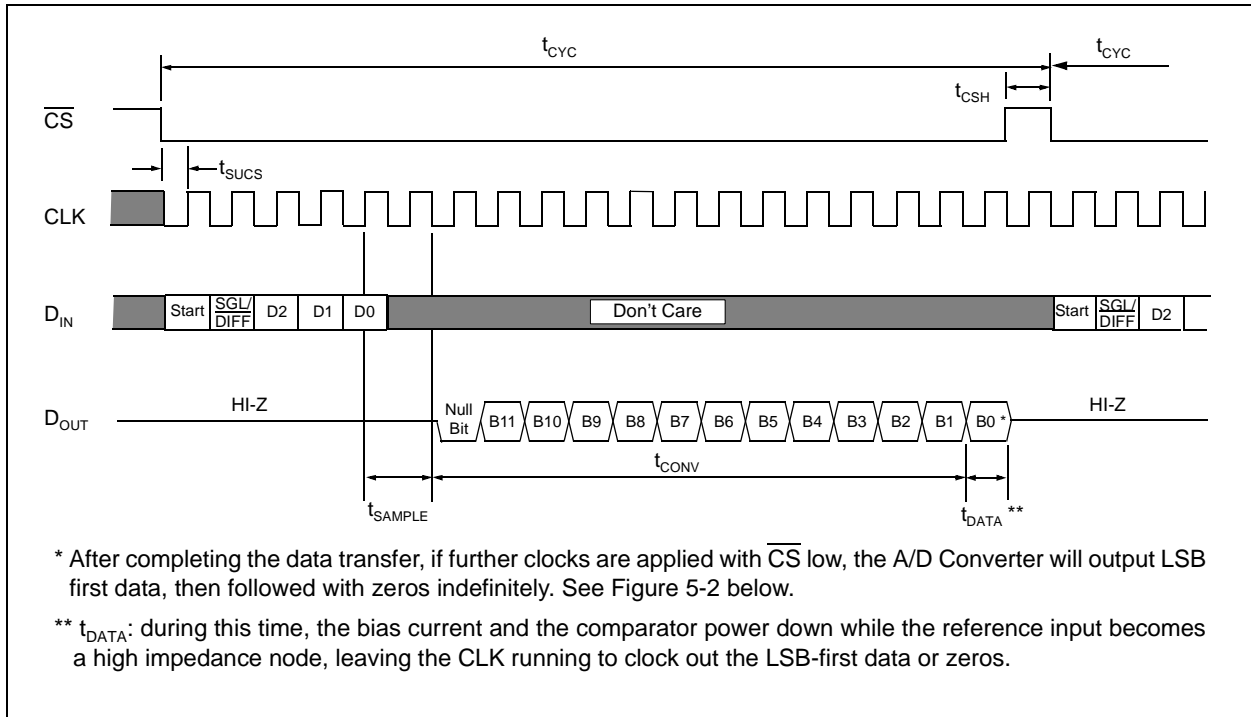 tCYC
tCYC
tCSH
CS
tSUCS
CLK
DIN
Start SGL/DIFF D2 D1 D0 Don't Care Start SGL/DIFF D2
DOUT
HI-Z Null Bit B11 B10 B9 B8 B7 B6 B5 B4 B3 B2 B1 B0 * HI-Z
tCONV
tSAMPLE
tDATA **
* After completing the data transfer, if further clocks are applied with CS low, the A/D Converter will output LSB
first data, then followed with zeros indefinitely. See Figure 5-2 below.
** tDATA: during this time, the bias current and the comparator power down while the reference input becomes
a high impedance node, leaving the CLK running to clock out the LSB-first data or zeros.